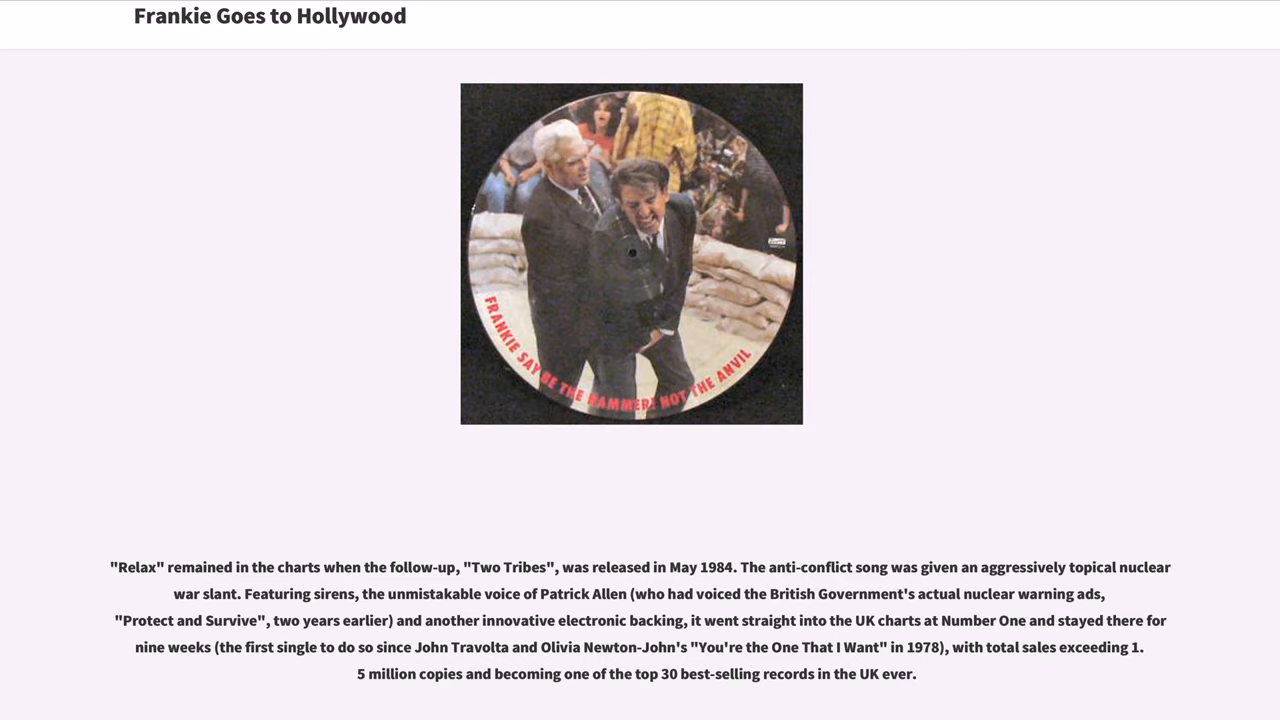 Frankie Goes to Hollywood
FRANKIE SAY BE THE HAMMER! NOT THE ANVIL
"Relax" remained in the charts when the follow-up, "Two Tribes", was released in May 1984. The anti-conflict song was given an aggressively topical nuclear
war slant. Featuring sirens, the unmistakable voice of Patrick Allen (who had voiced the British Government's actual nuclear warning ads,
"Protect and Survive", two years earlier) and another innovative electronic backing, it went straight into the UK charts at Number One and stayed there for
nine weeks (the first single to do so since John Travolta and Olivia Newton-John's "You're the One That I Want" in 1978), with total sales exceeding 1.
5 million copies and becoming one of the top 30 best-selling records in the UK ever.